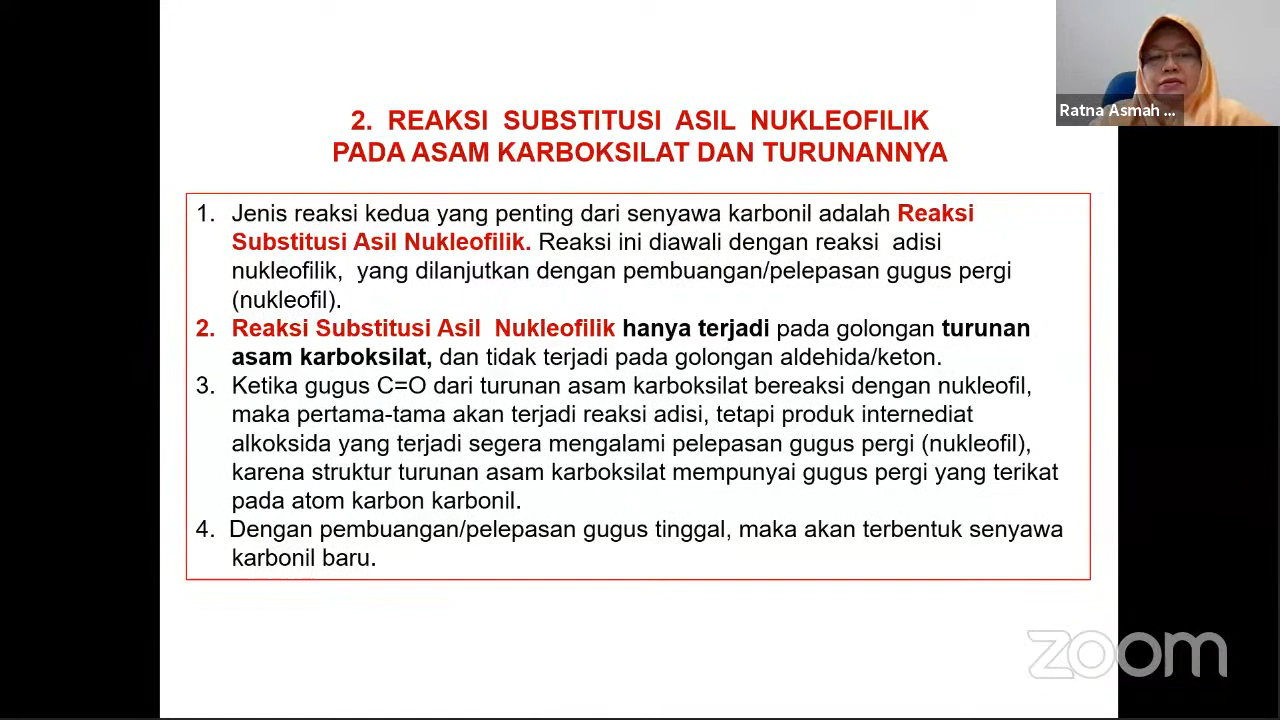 Ratna Asmah ...
2. REAKSI SUBSTITUSI ASIL NUKLEOFILIK
PADA ASAM KARBOKSILAT DAN TURUNANNYA
1. Jenis reaksi kedua yang penting dari senyawa karbonil adalah Reaksi
Substitusi Asil Nukleofilik. Reaksi ini diawali dengan reaksi adisi
nukleofilik, yang dilanjutkan dengan pembuangan/pelepasan gugus pergi
(nukleofil).
2. Reaksi Substitusi Asil Nukleofilik hanya terjadi pada golongan turunan
asam karboksilat, dan tidak terjadi pada golongan aldehida/keton.
3. Ketika gugus C=O dari turunan asam karboksilat bereaksi dengan nukleofil,
maka pertama-tama akan terjadi reaksi adisi, tetapi produk internediat
alkoksida yang terjadi segera mengalami pelepasan gugus pergi (nukleofil),
karena struktur turunan asam karboksilat mempunyai gugus pergi yang terikat
pada atom karbon karbonil.
4. Dengan pembuangan/pelepasan gugus tinggal, maka akan terbentuk senyawa
karbonil baru.
zoom